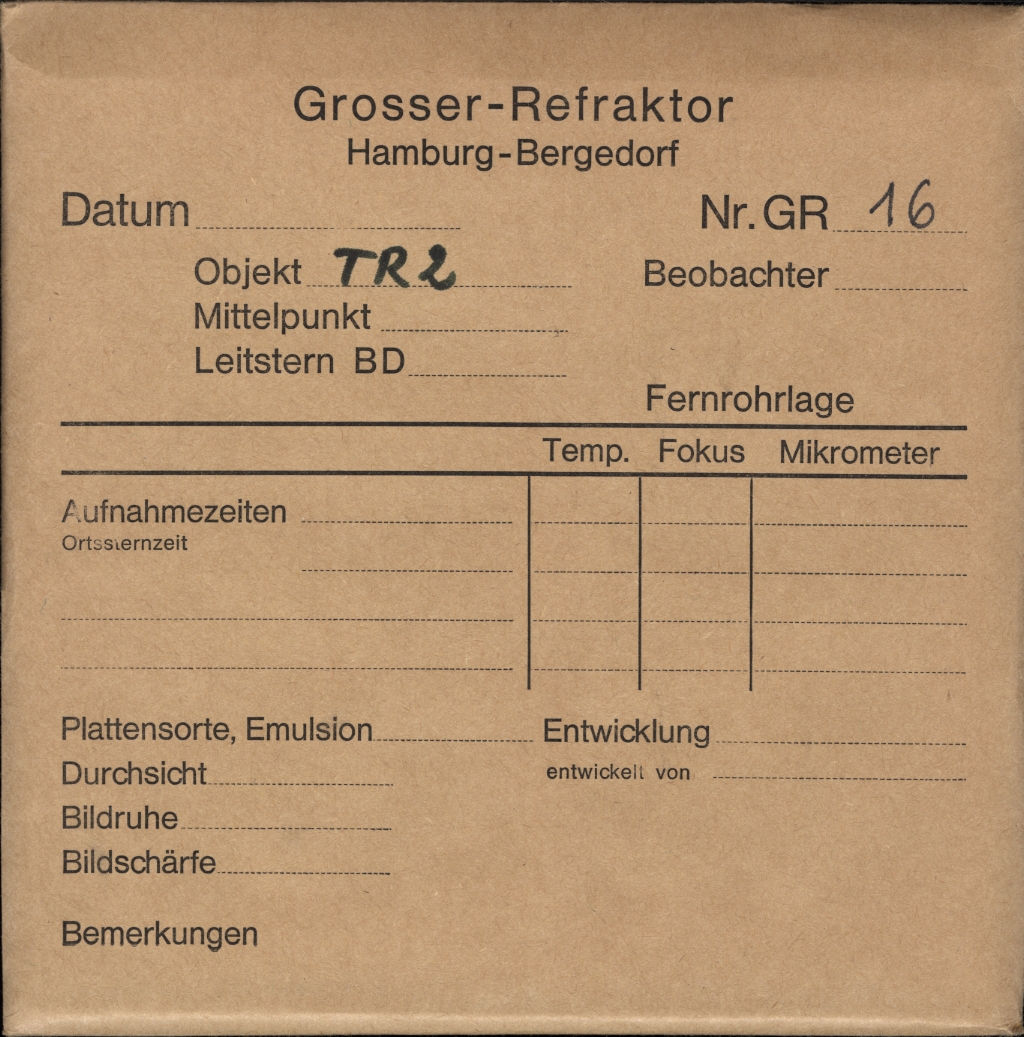 Grosser-Refraktor
Hamburg-Bergedorf
Datum Nr. GR 16
Objekt TR2 Beobachter
Mittelpunkt
Leitstern BD
Fernrohrlage
Temp. Fokus Mikrometer
Aufnahmezeiten
Ortssternzeit
Plattensorte, Emulsion Entwicklung
Durchsicht entwickelt von
Bildruhe
Bildschärfe
Bemerkungen